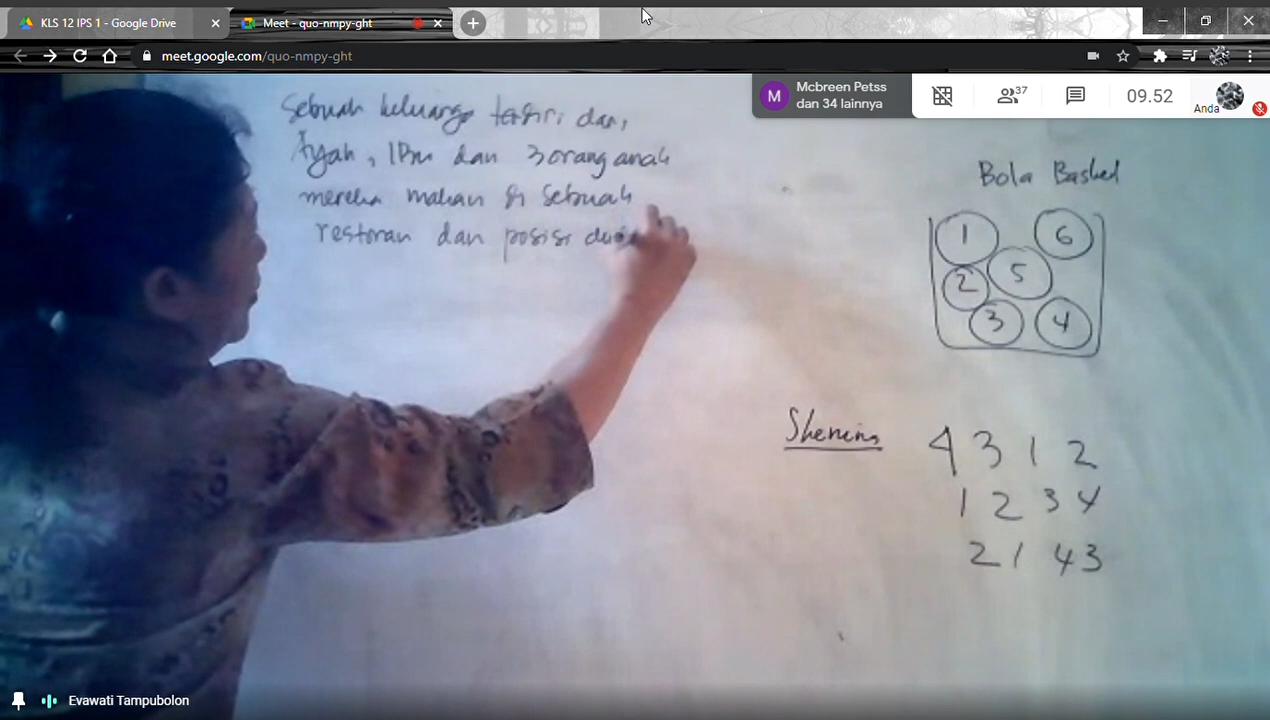 KLS 12 IPS 1 - Google Drive
Meet - quo-nmpy-ght
meet.google.com/quo-nmpy-ght
M
Mcbreen Petss
dan 34 lainnya
37
09.52
Anda
Sebuah keluarga terdiri dari,
Ayah, Ibu dan 3 orang anak
mereka makan di sebuah
restoran dan posisi
Bola Basked
1 6
5
2
3 4
4 3 1 2
1 2 3 4
2 1 4 3
Evawati Tampubolon